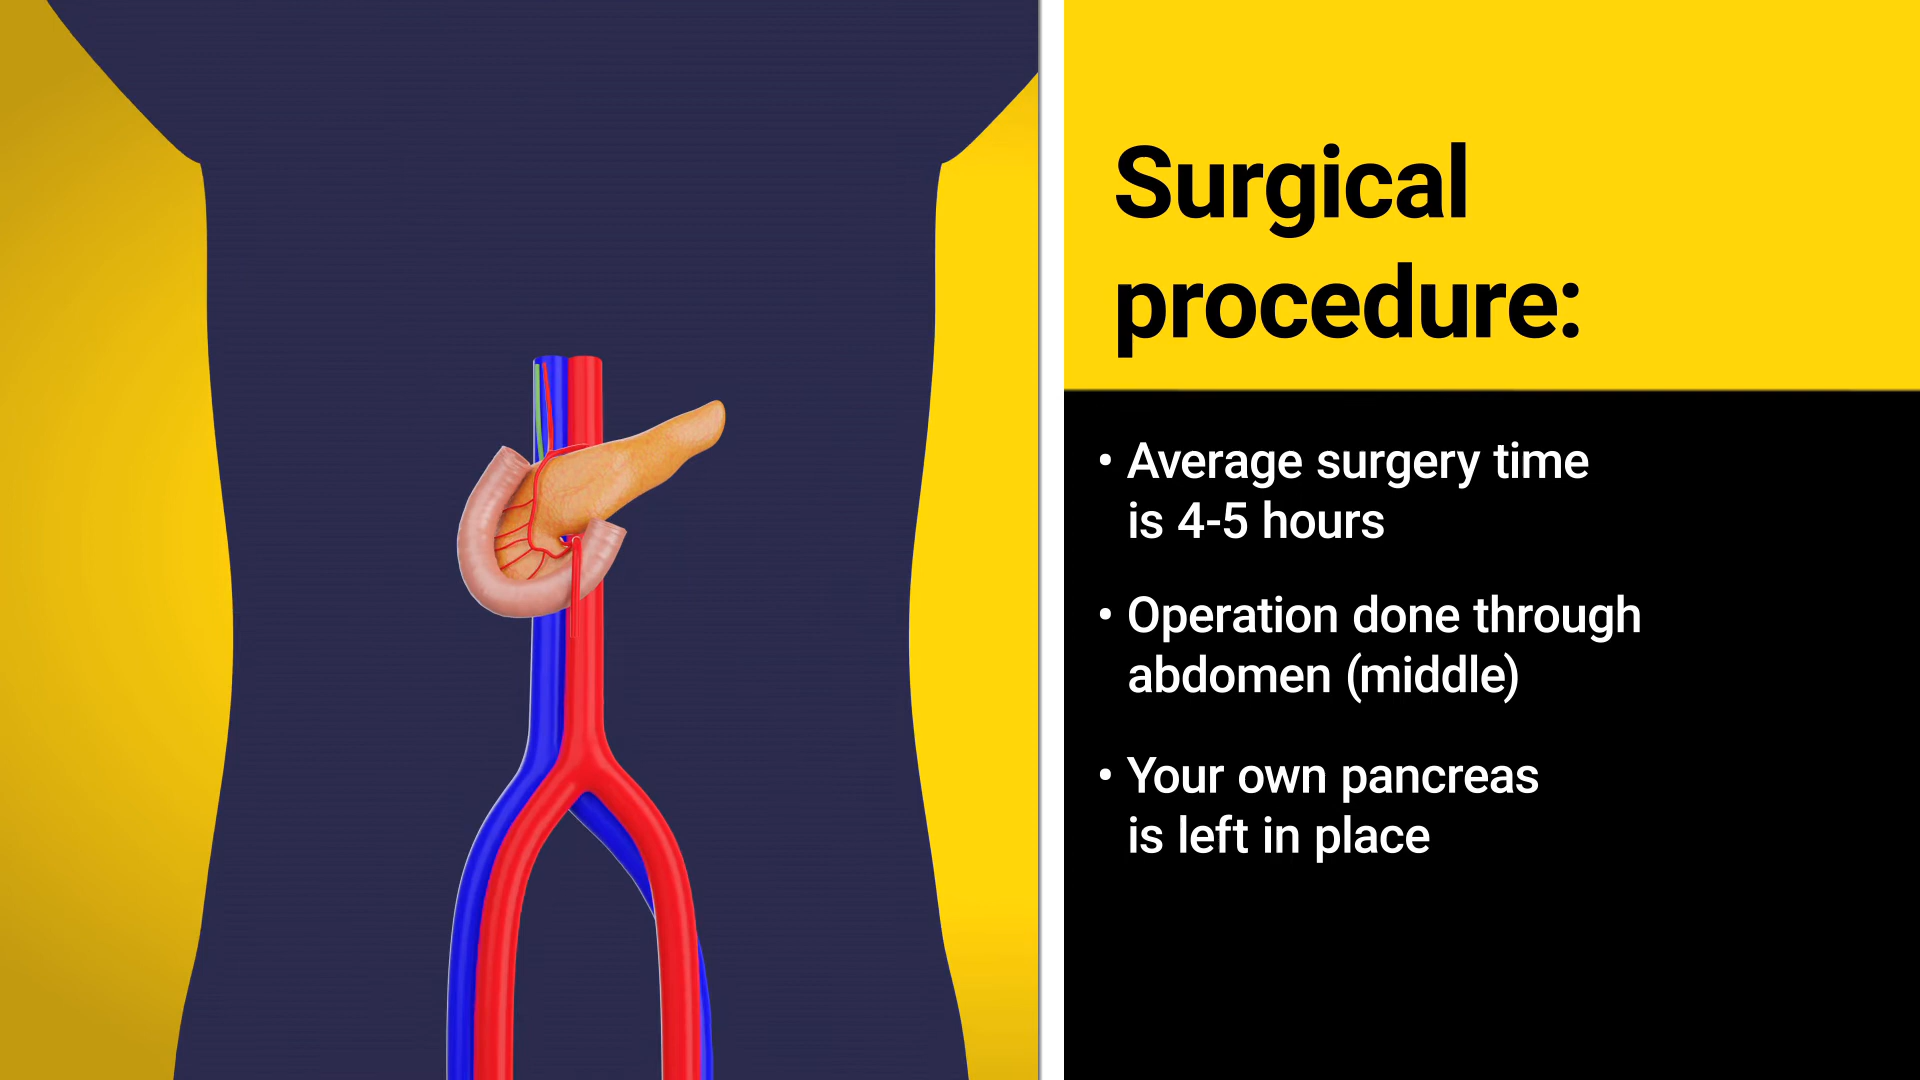 Surgical
procedure:
• Average surgery time
is 4-5 hours
• Operation done through
abdomen (middle)
• Your own pancreas
is left in place